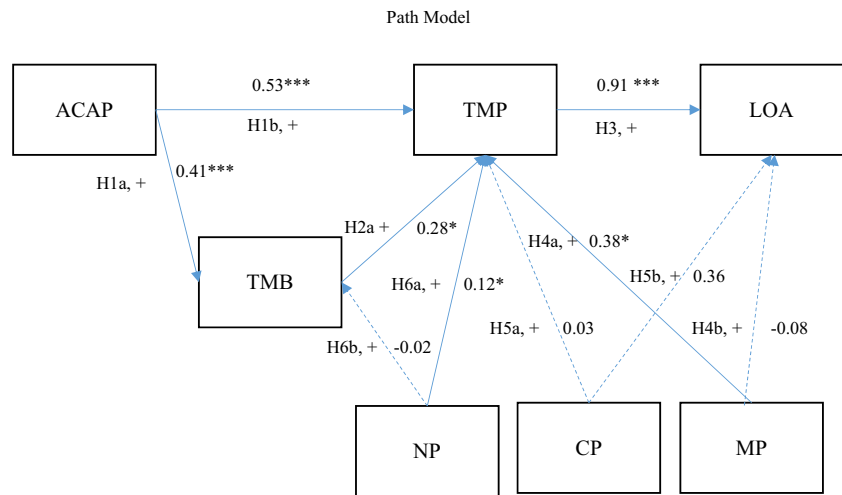 Path Model
0.53***
0.91 ***
ACAP
TMP
LOA
H1b, +
H3, +
H1a, +
0.41***
H2a +
0.28*
H4a, +
0.38*
TMB
H6a, +
0.12*
H5b, +
0.36
H5a, +
0.03
H4b, +
-0.08
H6b, +
-0.02
NP
CP
MP